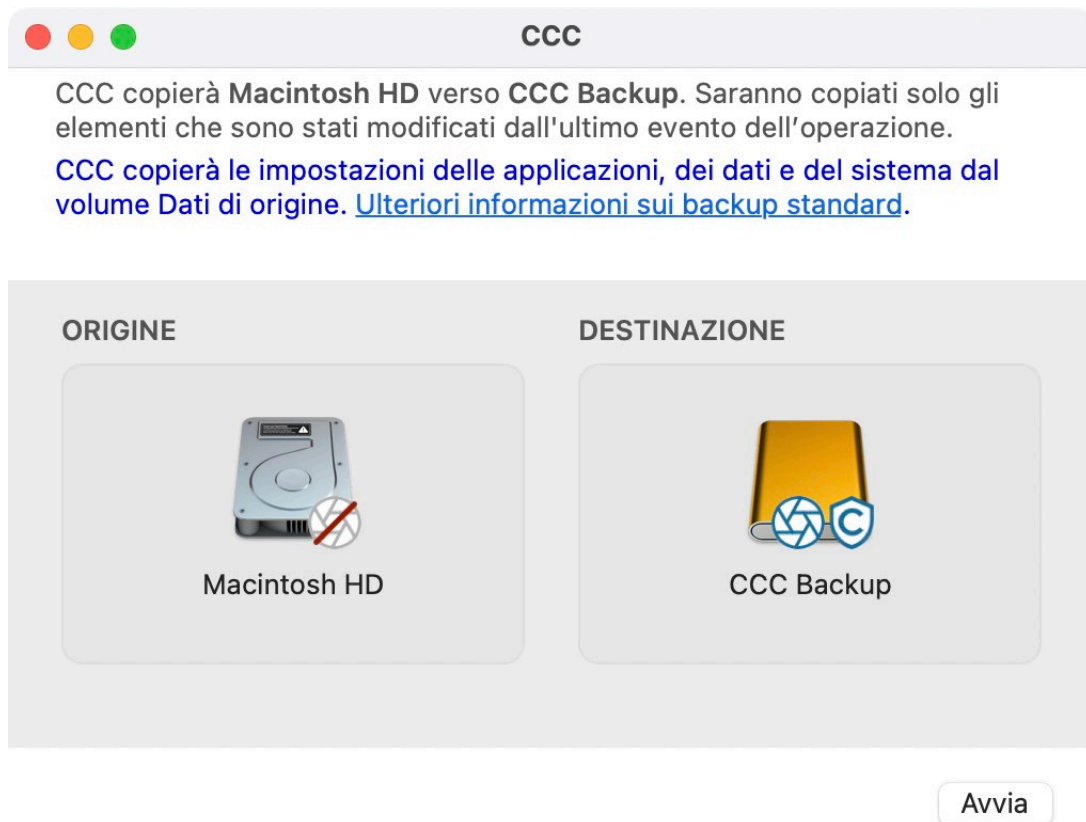 CCC
CCC copierà Macintosh HD verso CCC Backup. Saranno copiati solo gli
elementi che sono stati modificati dall'ultimo evento dell’operazione.
CCC copierà le impostazioni delle applicazioni, dei dati e del sistema dal
volume Dati di origine. Ulteriori informazioni sui backup standard.
ORIGINE
DESTINAZIONE
C
Macintosh HD
CCC Backup
Avvia